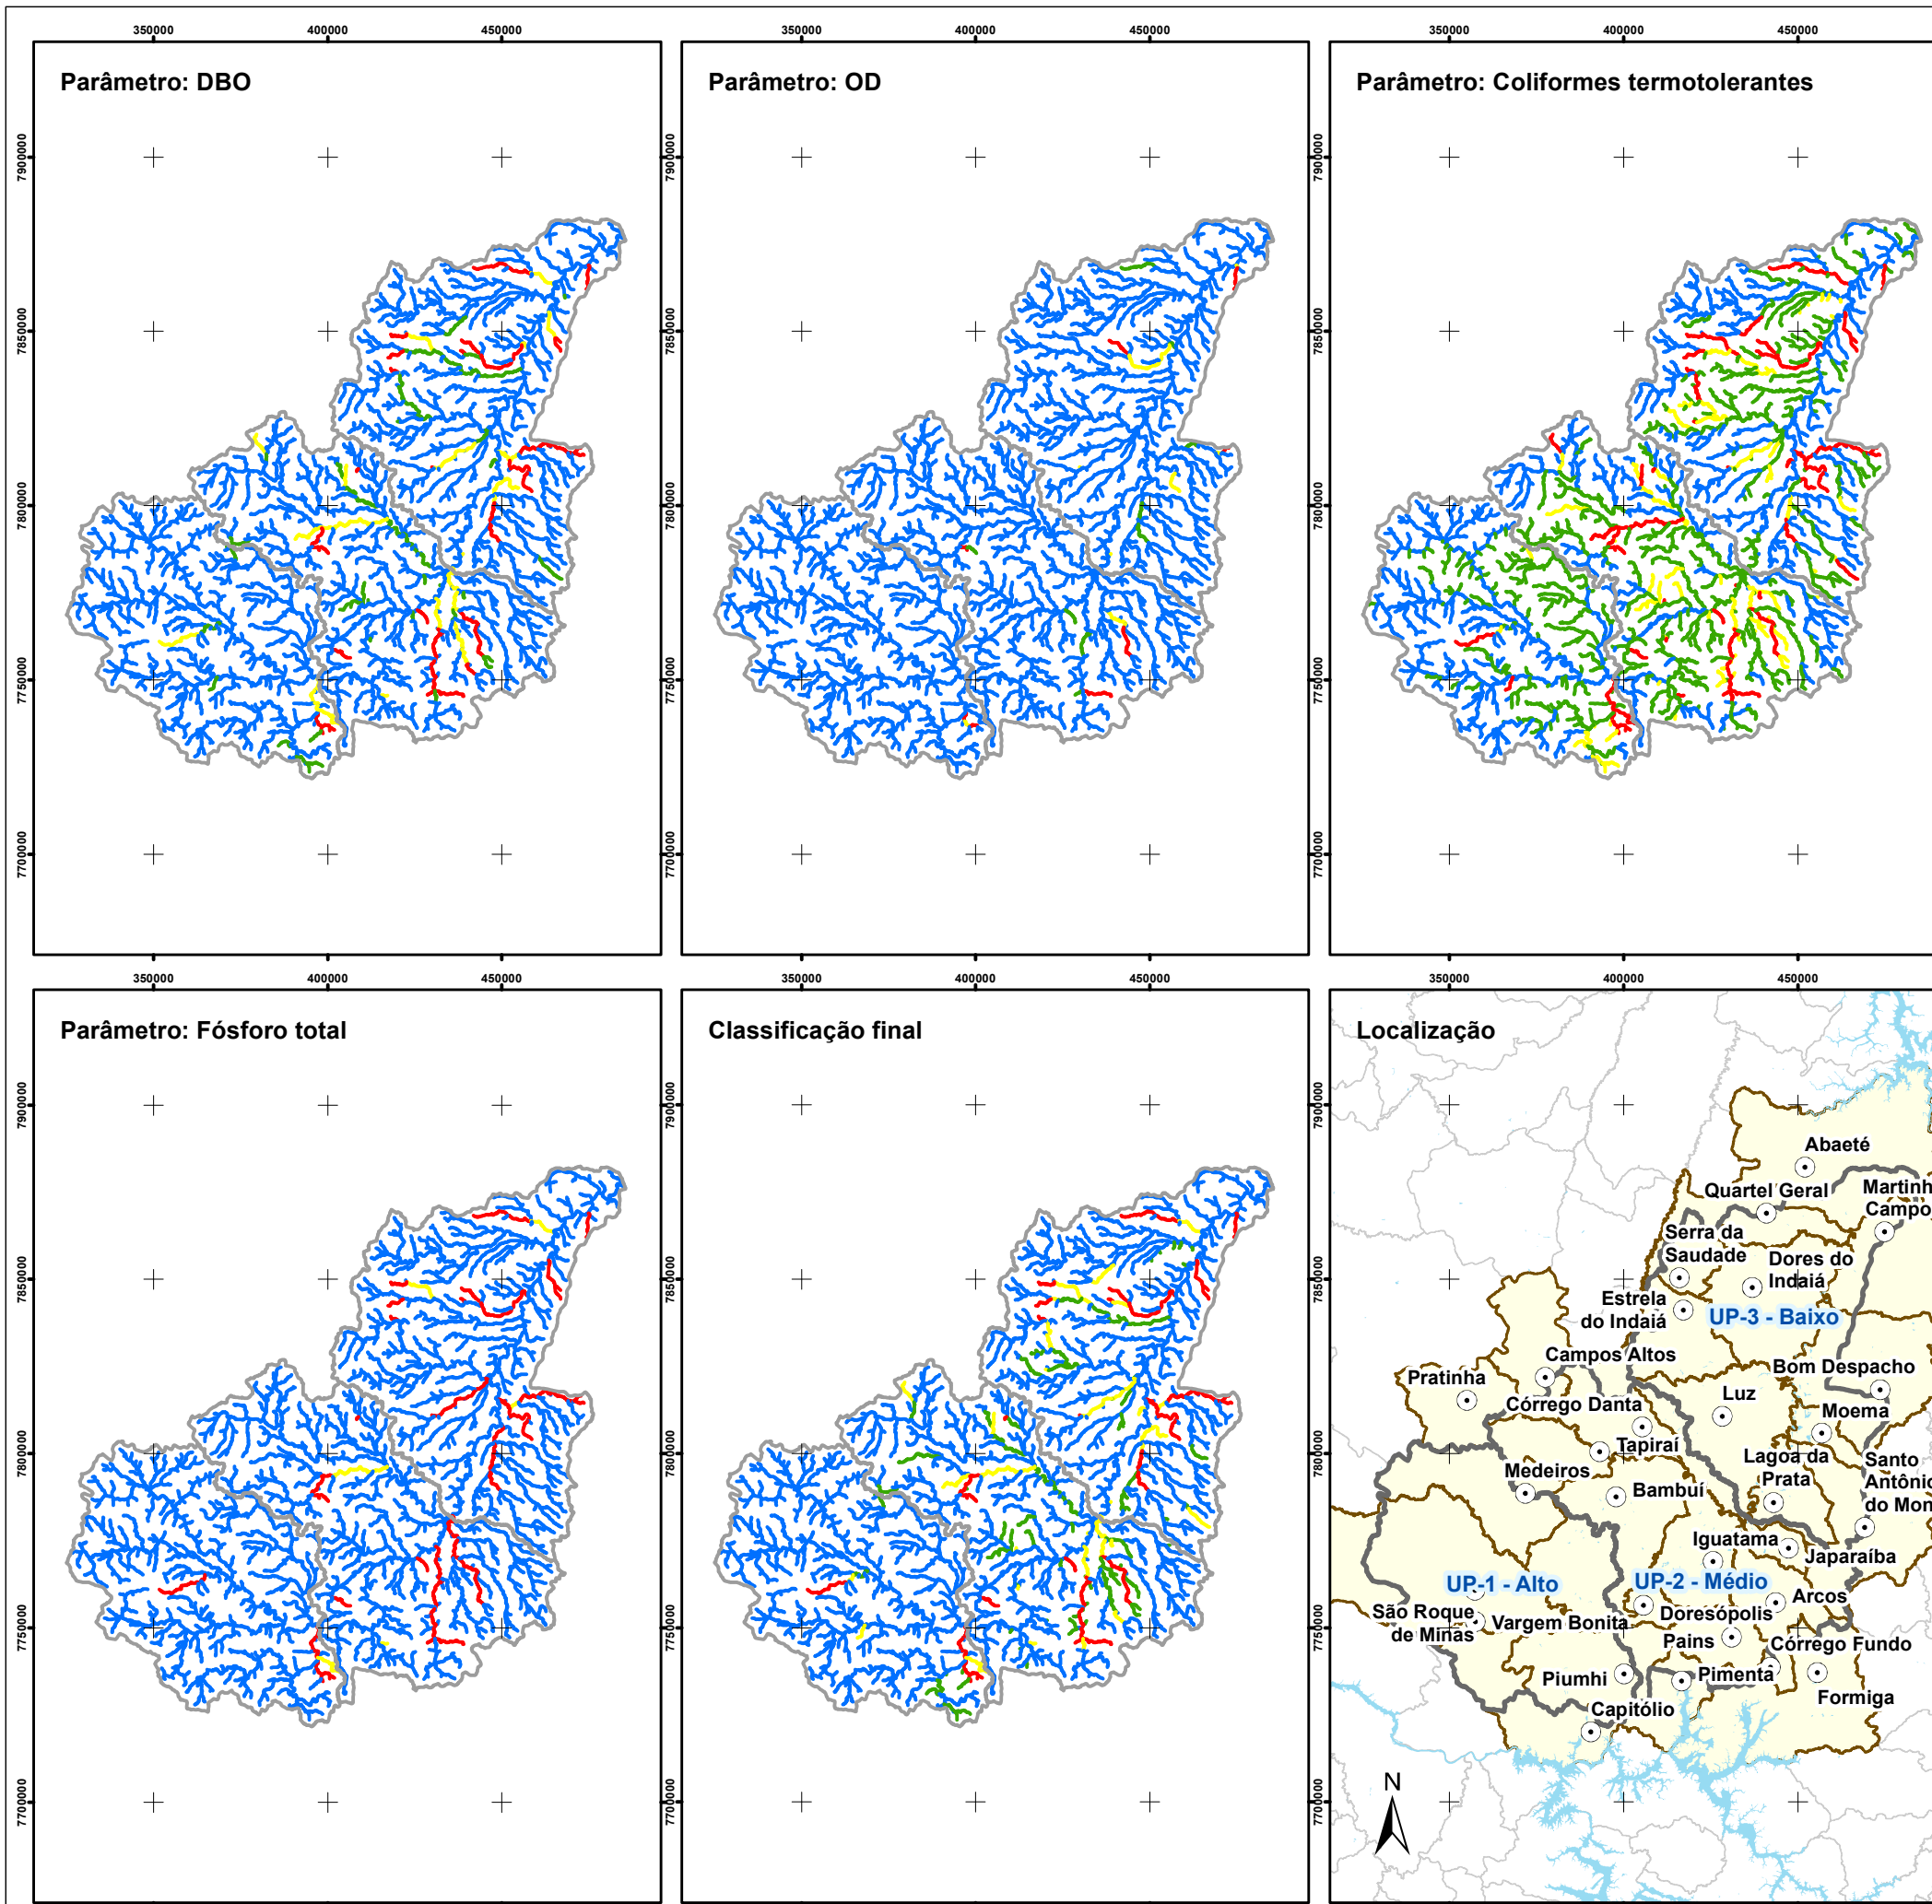 350000 400000 450000 350000 400000 450000 350000 400000 450000
Parâmetro: DBO
Parâmetro: OD
Parâmetro: Coliformes termotolerantes
7900000
7850000
7800000
7750000
7700000
7900000
7850000
7800000
7750000
7700000
7900000
7850000
7800000
7750000
7700000
350000 400000 450000 350000 400000 450000 350000 400000 450000
Parâmetro: Fósforo total
Classificação final
Localização
7900000
7850000
7800000
7750000
7700000
7900000
7850000
7800000
7750000
7700000
7900000
7850000
7800000
7750000
7700000
Abaeté
Quartel Geral
Martinh
Campo
Serra da
Saudade
Dores do
Indaiá
Estrela
do Indaiá
UP-3 - Baixo
Campos Altos
Bom Despacho
Pratinha
Luz
Córrego Danta
Moema
Tapiraí
Lagoa da
Prata
Santo
Antônio
do Mon
Medeiros
Bambuí
Iguatama
Japaraíba
UP-1 - Alto
UP-2 - Médio
Arcos
São Roque
de Minas
Vargem Bonita
Doresópolis
Pains
Córrego Fundo
Piumhi
Pimenta
Formiga
Capitólio
N